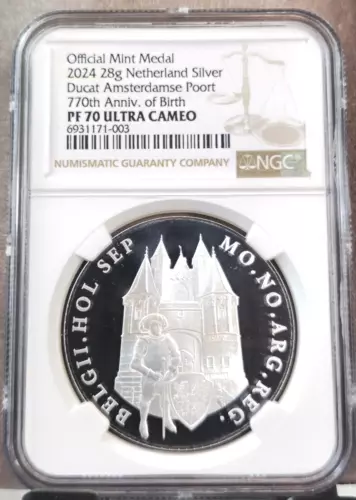 Official Mint Medal
2024 28g Netherland Silver
Ducat Amsterdamse Poort
770th Anniv. of Birth
PF 70 ULTRA CAMEO
6931171-003
NUMISMATIC GUARANTY COMPANY
NGC
BELGII.HOL SEP
MO.NO.ARG.REG.